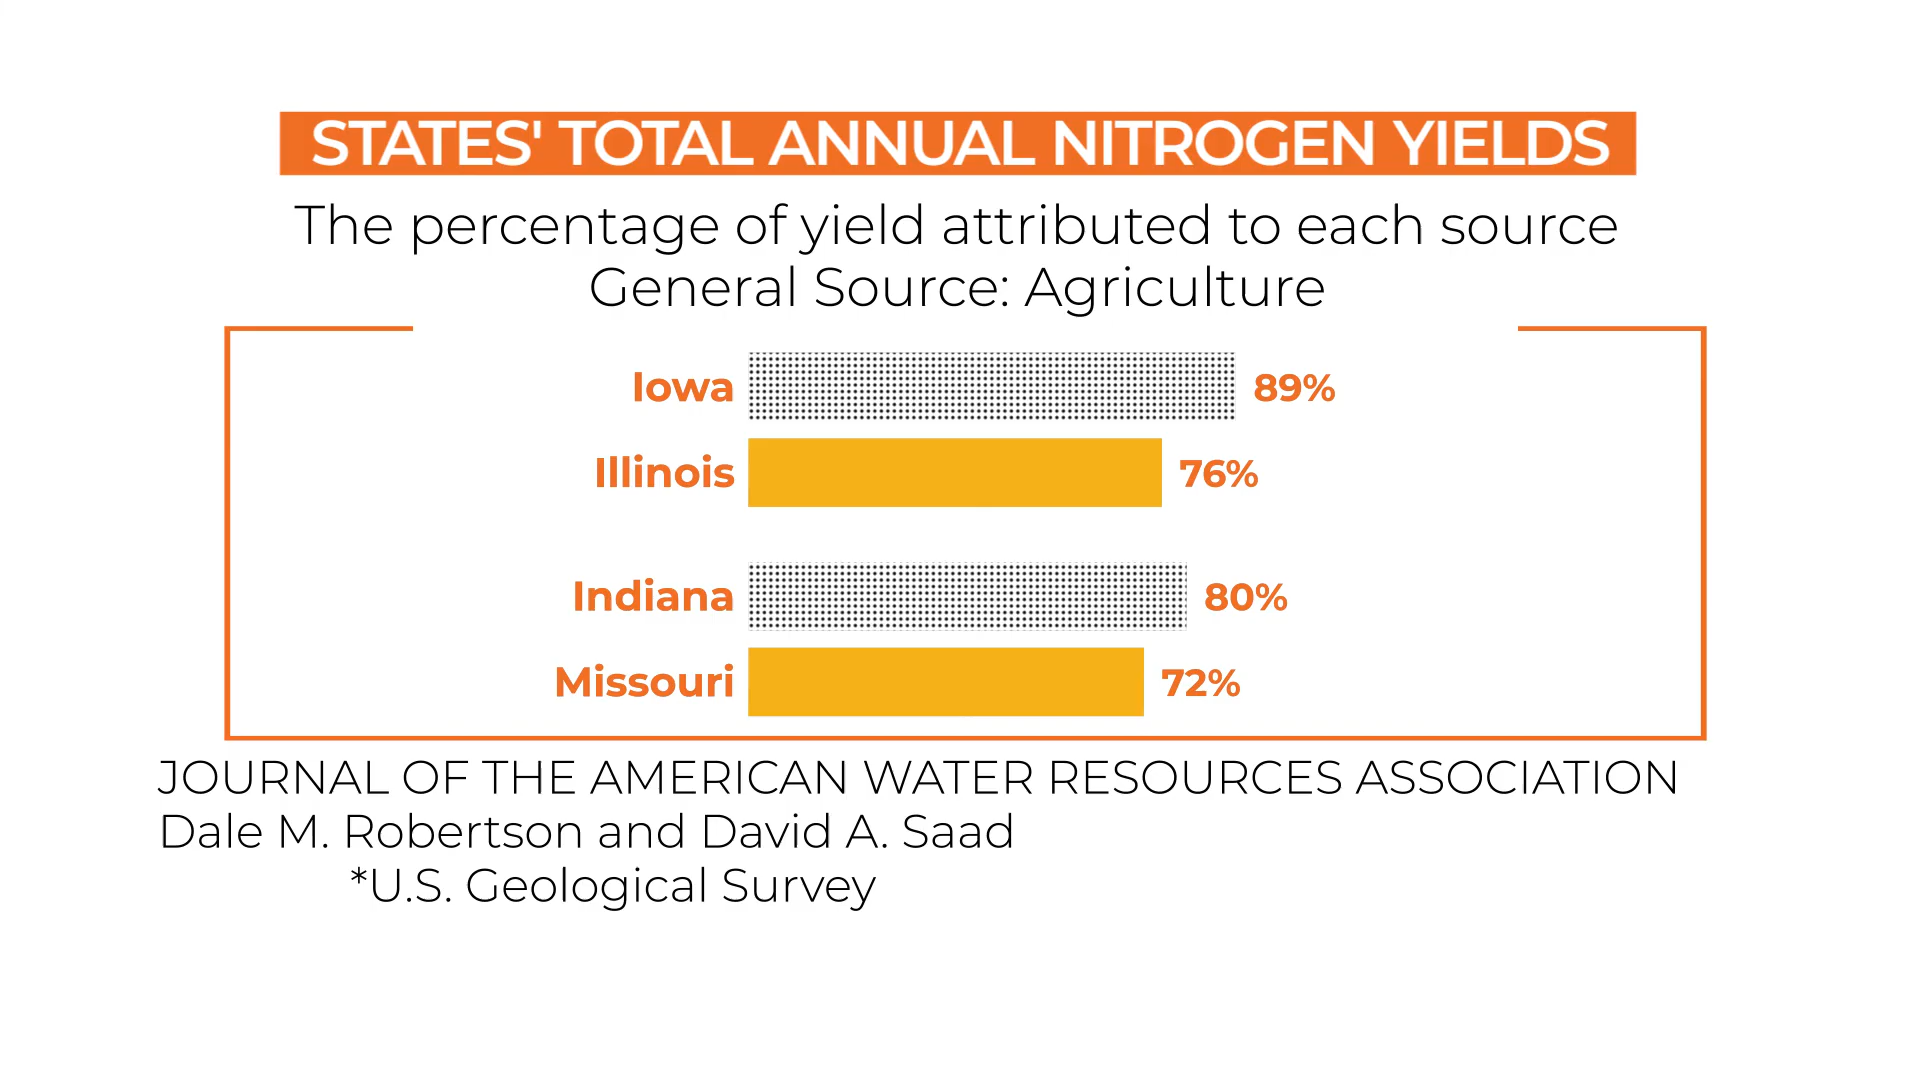 STATES' TOTAL ANNUAL NITROGEN YIELDS
The percentage of yield attributed to each source
General Source: Agriculture
Iowa 89%
Illinois 76%
Indiana 80%
Missouri 72%
JOURNAL OF THE AMERICAN WATER RESOURCES ASSOCIATION
Dale M. Robertson and David A. Saad
*U.S. Geological Survey